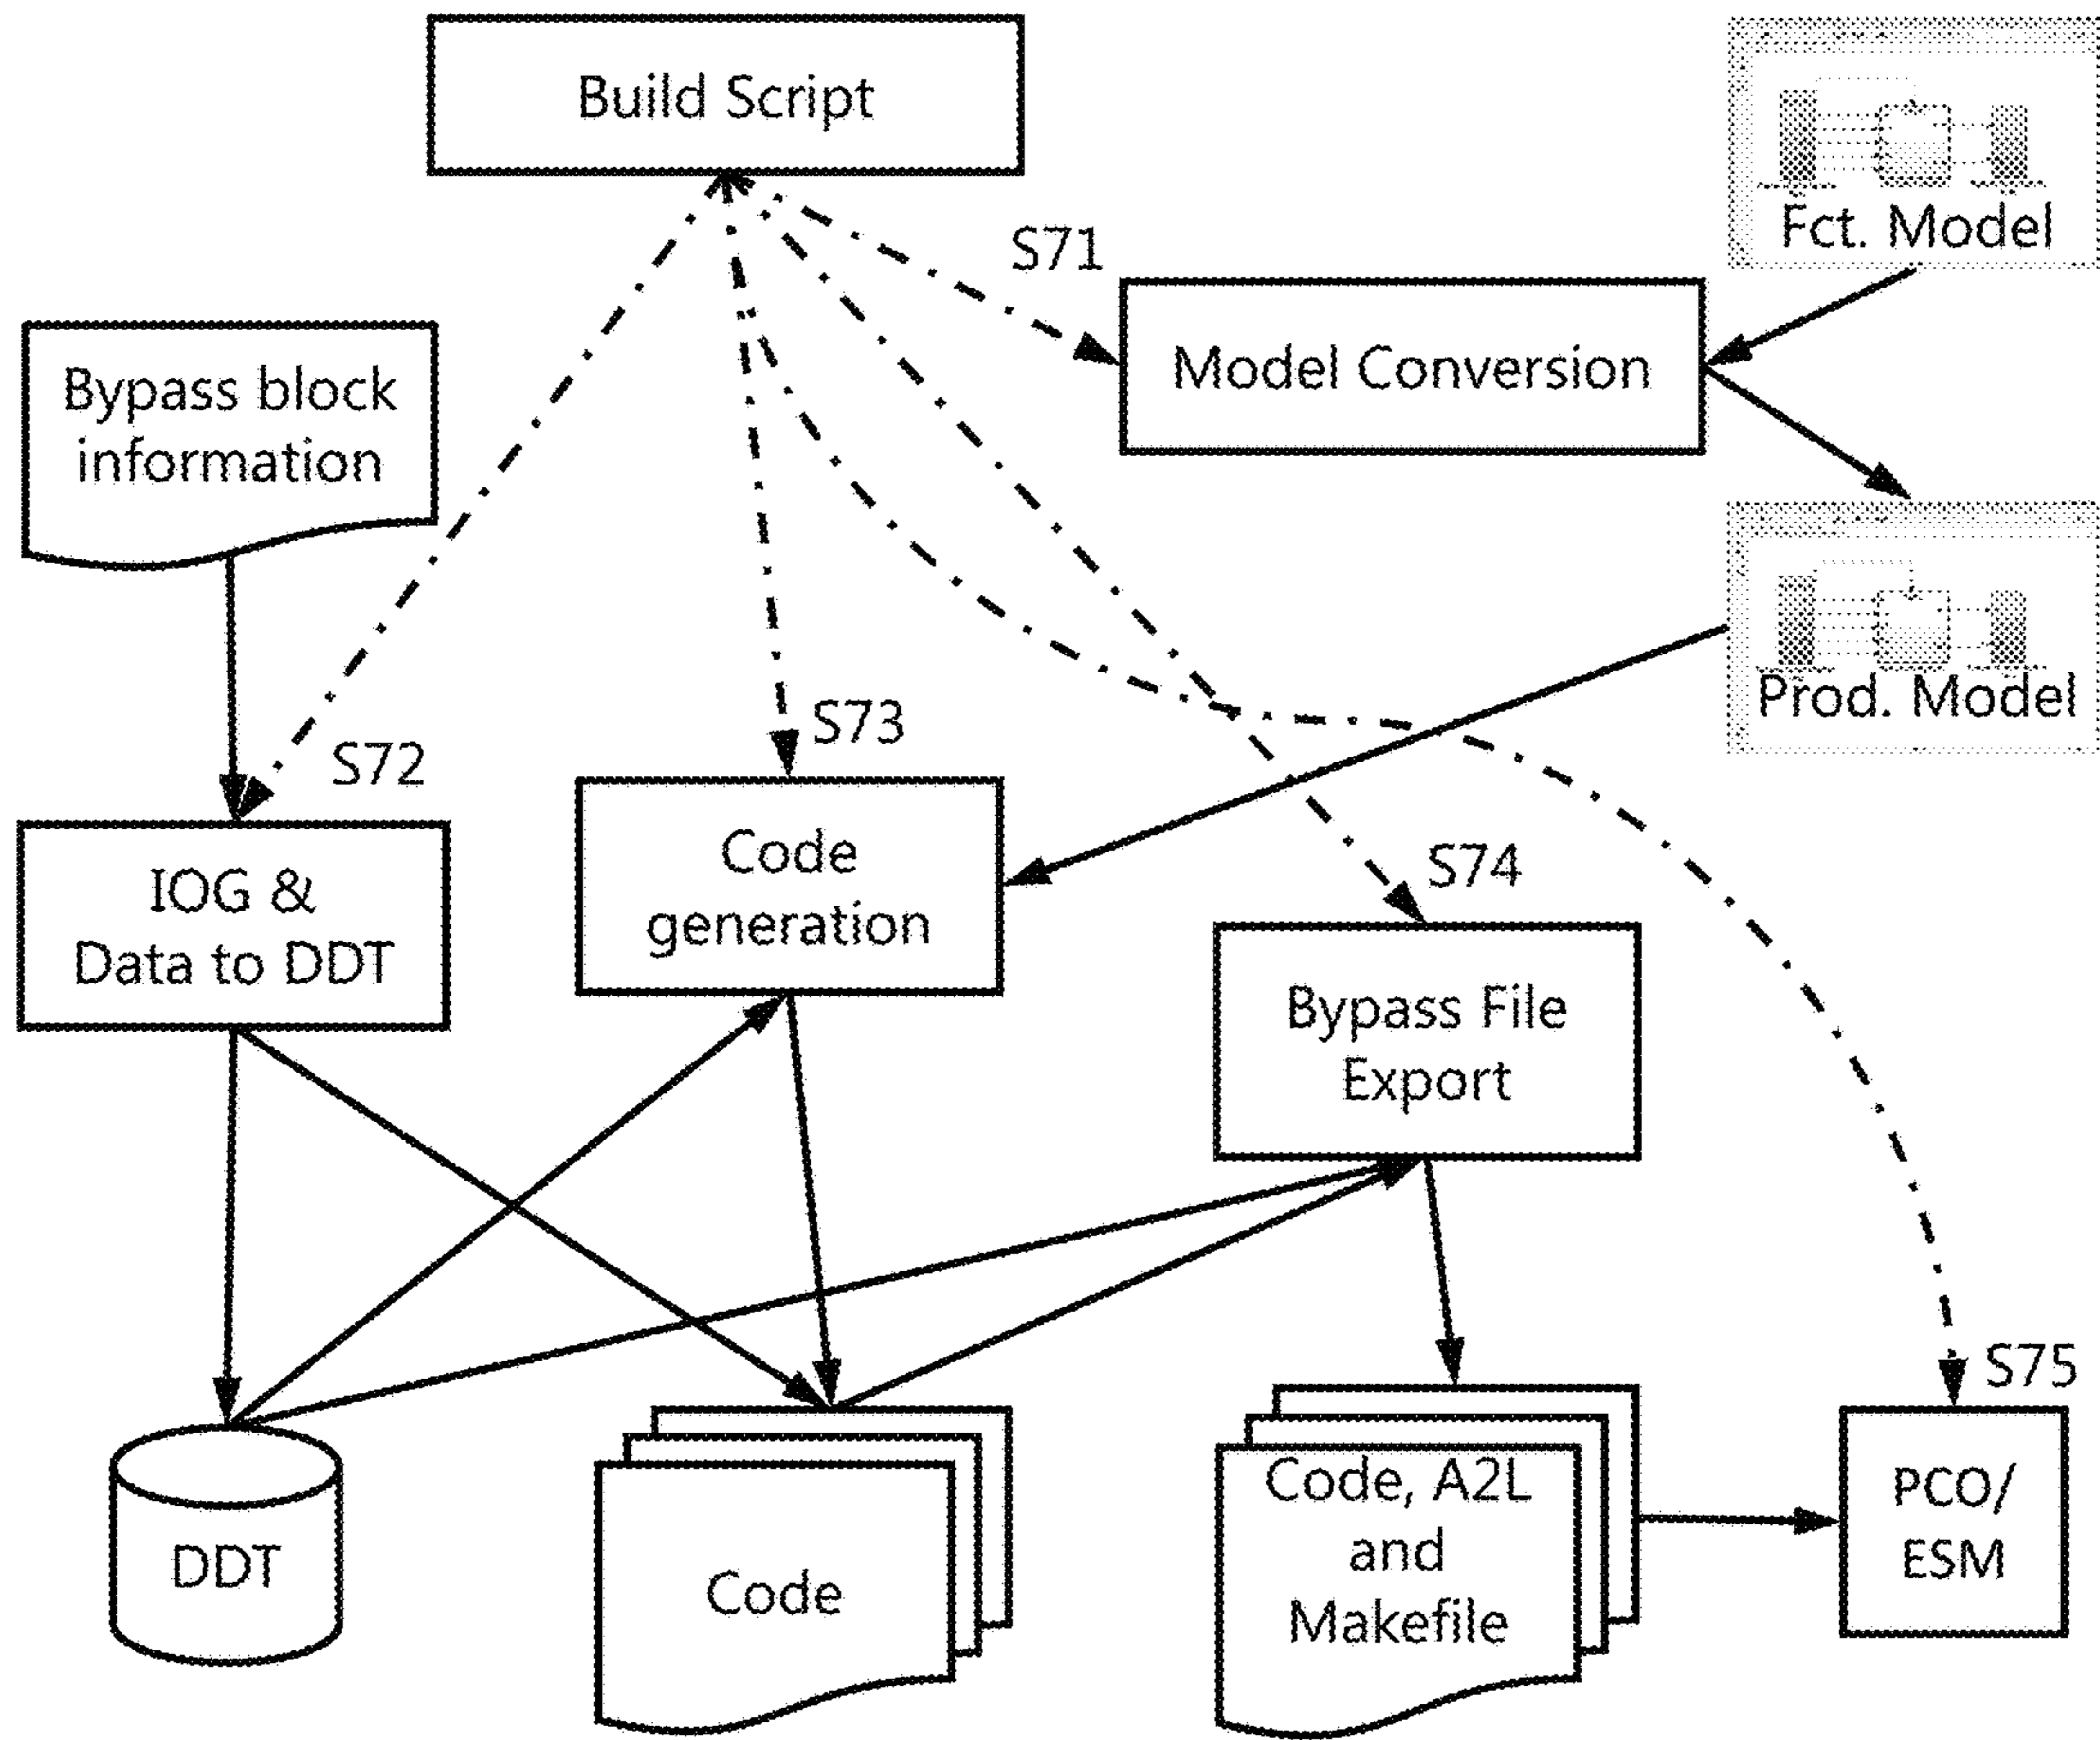 Build Script
Fct. Model
S71
Model Conversion
Bypass block
information
Prod. Model
S72
S73
IOG &
Data to DDT
Code
generation
S74
Bypass File
Export
S75
DDT
Code
Code, A2L
and
Makefile
PCO/
ESM